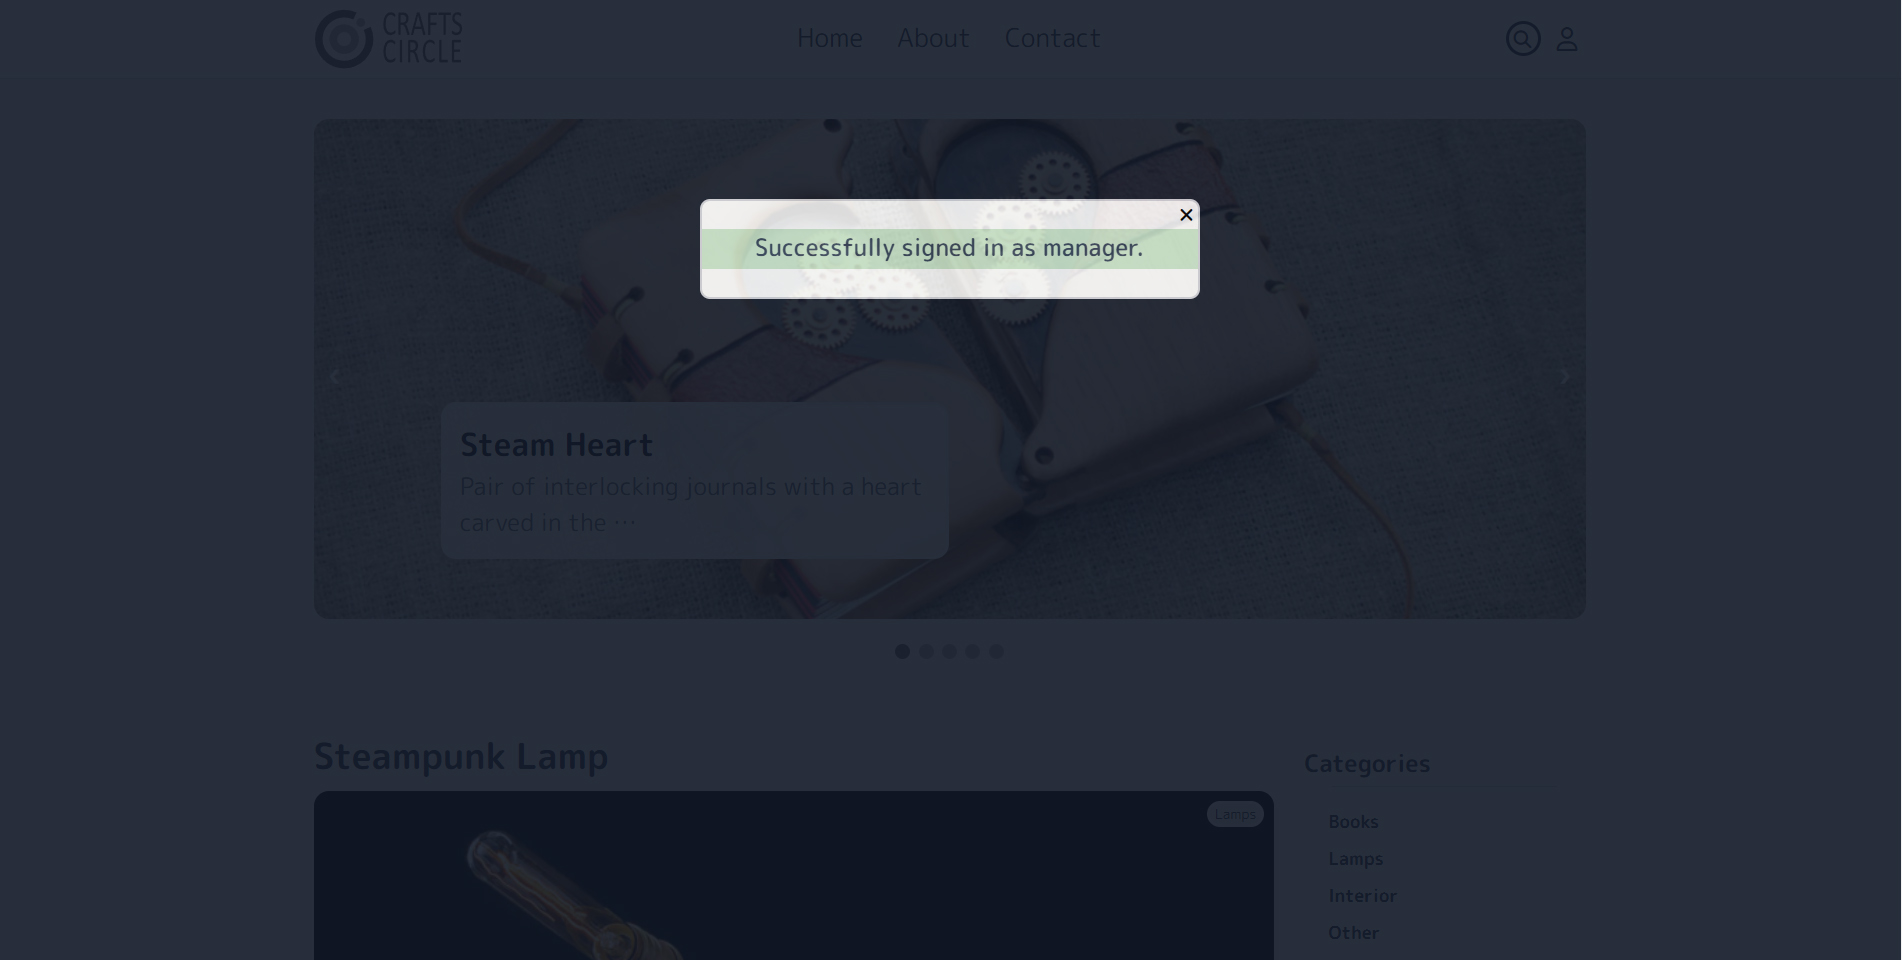 CRAFTS
CIRCLE
Home About Contact
Successfully signed in as manager.
Steam Heart
Pair of interlocking journals with a heart
carved in the ···
Steampunk Lamp
Lamps
Categories
Books
Lamps
Interior
Other